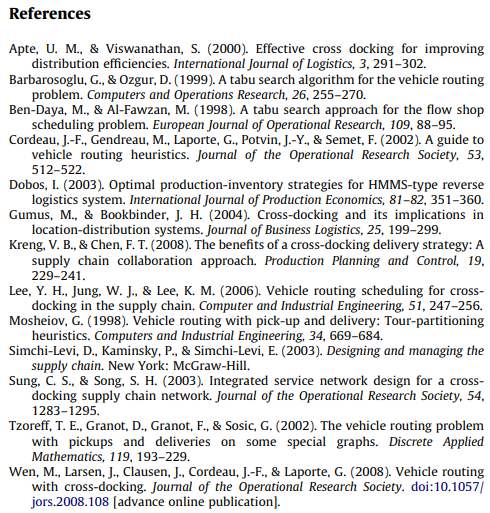 References
Apte, U. M., & Viswanathan, S. (2000). Effective cross docking for improving
distribution efficiencies. International Journal of Logistics, 3, 291–302.
Barbarosoglu, G., & Ozgur, D. (1999). A tabu search algorithm for the vehicle routing
problem. Computers and Operations Research, 26, 255–270.
Ben-Daya, M., & Al-Fawzan, M. (1998). A tabu search approach for the flow shop
scheduling problem. European Journal of Operational Research, 109, 88–95.
Cordeau, J.-F., Gendreau, M., Laporte, G., Potvin, J.-Y., & Semet, F. (2002). A guide to
vehicle routing heuristics. Journal of the Operational Research Society, 53,
512–522.
Dobos, I. (2003). Optimal production-inventory strategies for HMMS-type reverse
logistics system. International Journal of Production Economics, 81–82, 351–360.
Gumus, M., & Bookbinder, J. H. (2004). Cross-docking and its implications in
location-distribution systems. Journal of Business Logistics, 25, 199–299.
Kreng, V. B., & Chen, F. T. (2008). The benefits of a cross-docking delivery strategy: A
supply chain collaboration approach. Production Planning and Control, 19,
229–241.
Lee, Y. H., Jung, W. J., & Lee, K. M. (2006). Vehicle routing scheduling for cross-
docking in the supply chain. Computer and Industrial Engineering, 51, 247–256.
Mosheiov, G. (1998). Vehicle routing with pick-up and delivery: Tour-partitioning
heuristics. Computers and Industrial Engineering, 34, 669–684.
Simchi-Levi, D., Kaminsky, P., & Simchi-Levi, E. (2003). Designing and managing the
supply chain. New York: McGraw-Hill.
Sung, C. S., & Song, S. H. (2003). Integrated service network design for a cross-
docking supply chain network. Journal of the Operational Research Society, 54,
1283–1295.
Tzoreff, T. E., Granot, D., Granot, F., & Sosic, G. (2002). The vehicle routing problem
with pickups and deliveries on some special graphs. Discrete Applied
Mathematics, 119, 193–229.
Wen, M., Larsen, J., Clausen, J., Cordeau, J.-F., & Laporte, G. (2008). Vehicle routing
with cross-docking. Journal of the Operational Research Society. doi:10.1057/
jors.2008.108 [advance online publication].